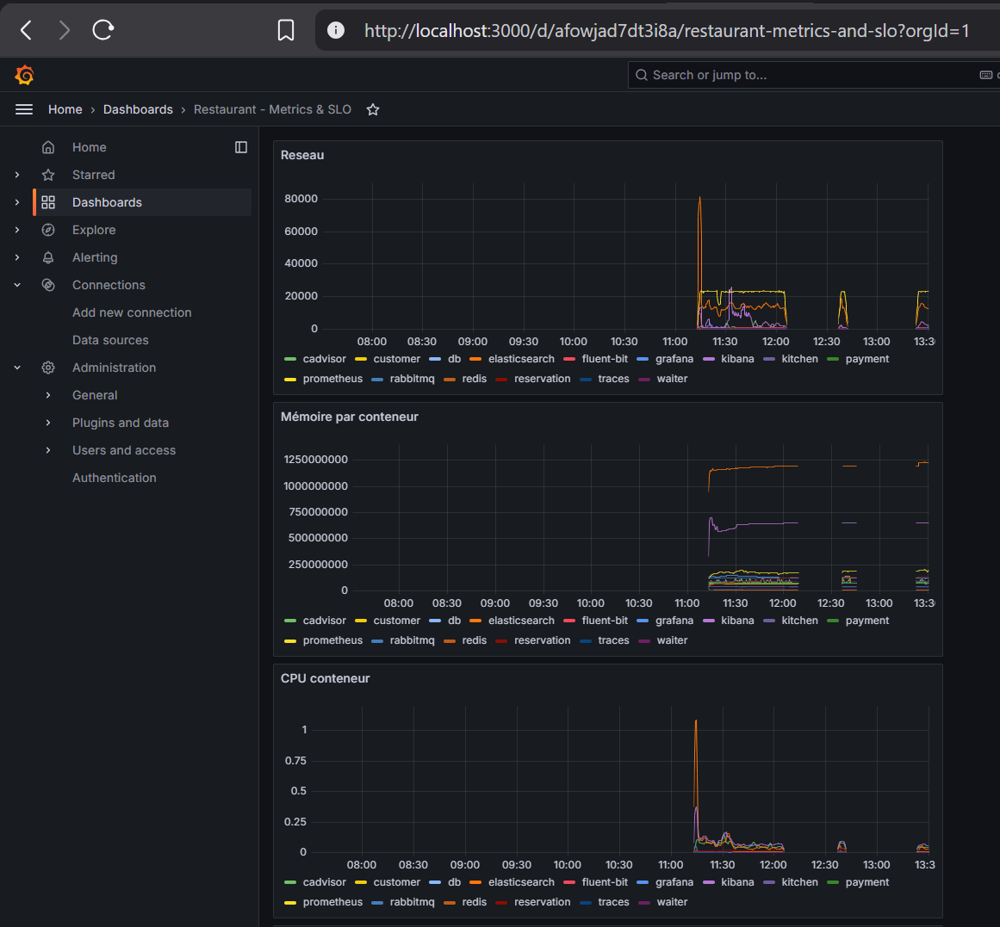 http://localhost:3000/d/afowjad7dt3i8a/restaurant-metrics-and-slo?orgId=1
Search or jump to...
Home › Dashboards › Restaurant - Metrics & SLO
Home
Starred
Dashboards
Explore
Alerting
Connections
Add new connection
Data sources
Administration
General
Plugins and data
Users and access
Authentication
Reseau
80000
60000
40000
20000
0
08:00 08:30 09:00 09:30 10:00 10:30 11:00 11:30 12:00 12:30 13:00 13:3
cadvisor customer db elasticsearch fluent-bit grafana kibana kitchen payment
prometheus rabbitmq redis reservation traces waiter
Mémoire par conteneur
1250000000
1000000000
750000000
500000000
250000000
0
08:00 08:30 09:00 09:30 10:00 10:30 11:00 11:30 12:00 12:30 13:00 13:3
cadvisor customer db elasticsearch fluent-bit grafana kibana kitchen payment
prometheus rabbitmq redis reservation traces waiter
CPU conteneur
1
0.75
0.5
0.25
0
08:00 08:30 09:00 09:30 10:00 10:30 11:00 11:30 12:00 12:30 13:00 13:3
cadvisor customer db elasticsearch fluent-bit grafana kibana kitchen payment
prometheus rabbitmq redis reservation traces waiter